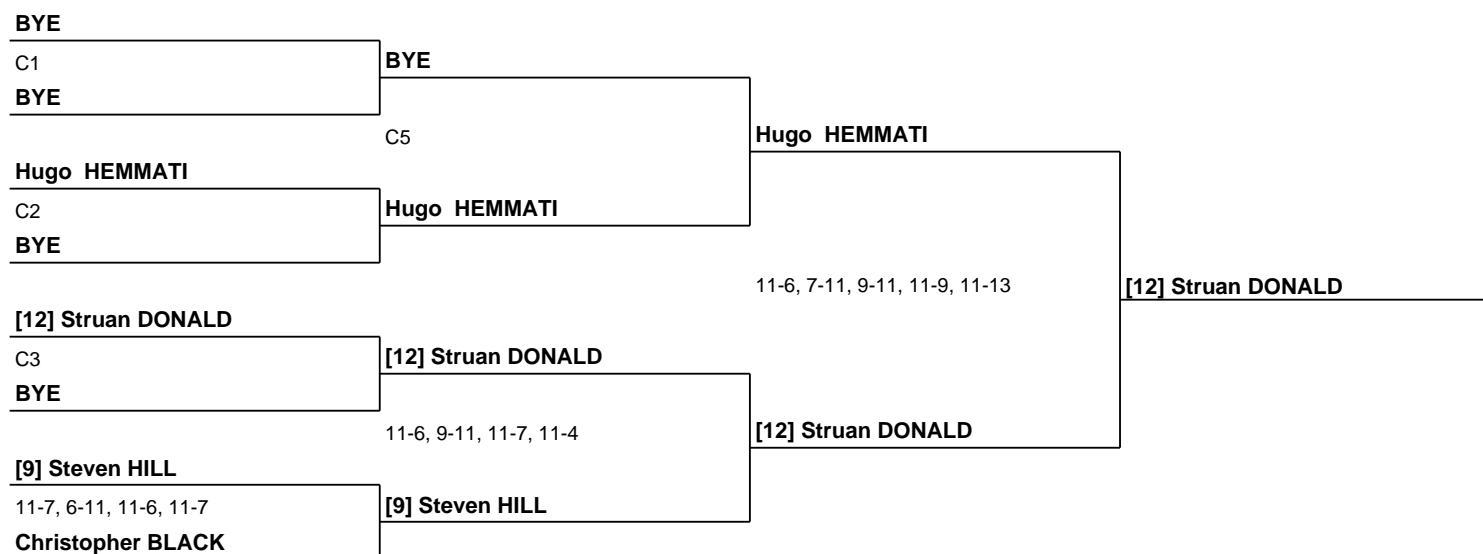 BYE
C1
BYE
BYE
C5
Hugo  HEMMATI
Hugo  HEMMATI
C2
Hugo  HEMMATI
BYE
11-6, 7-11, 9-11, 11-9, 11-13
[12] Struan DONALD
[12] Struan DONALD
C3
[12] Struan DONALD
BYE
11-6, 9-11, 11-7, 11-4
[12] Struan DONALD
[9] Steven HILL
11-7, 6-11, 11-6, 11-7
[9] Steven HILL
Christopher BLACK